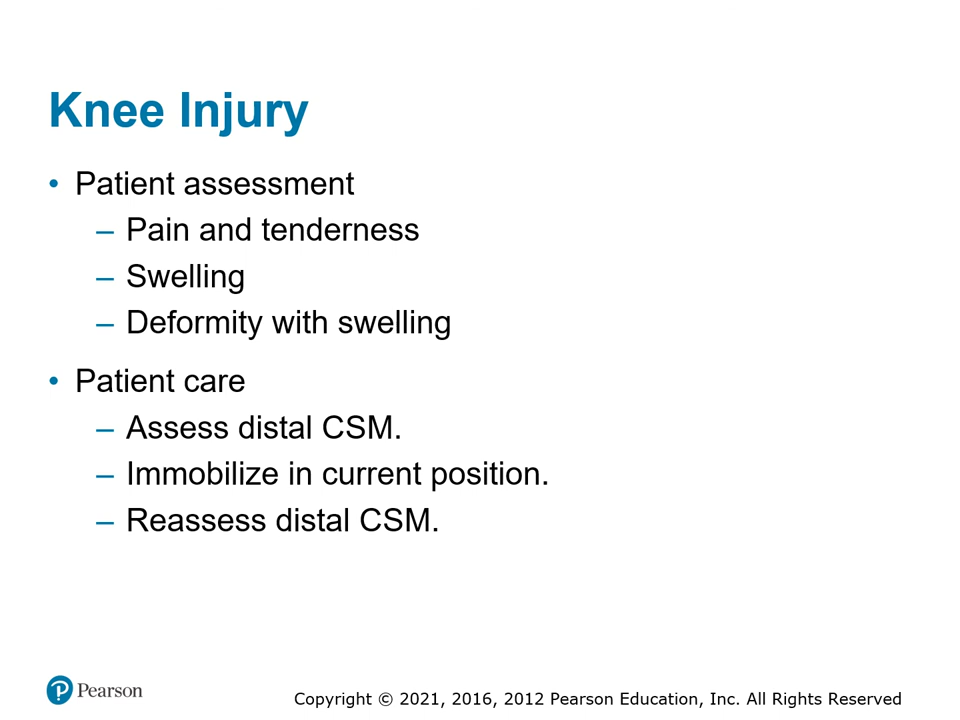 Knee Injury
• Patient assessment
– Pain and tenderness
– Swelling
– Deformity with swelling
• Patient care
– Assess distal CSM.
– Immobilize in current position.
– Reassess distal CSM.
Pearson
Copyright © 2021, 2016, 2012 Pearson Education, Inc. All Rights Reserved